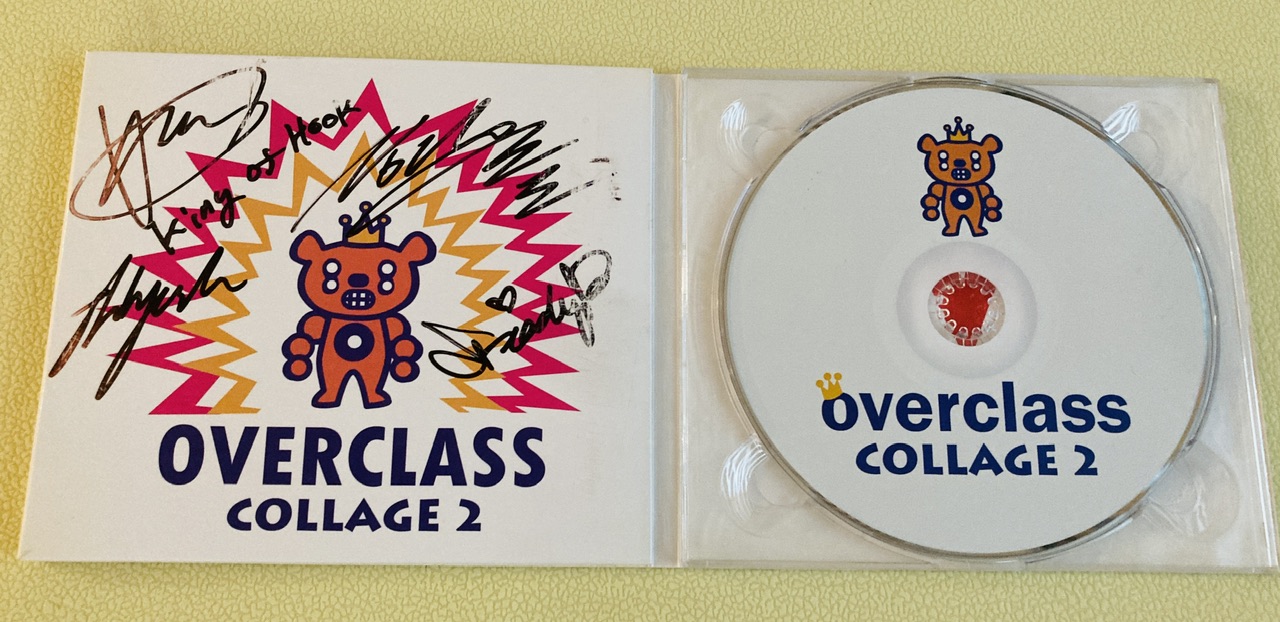 King of Hook
OVERCLASS
COLLAGE 2
overclass
COLLAGE 2